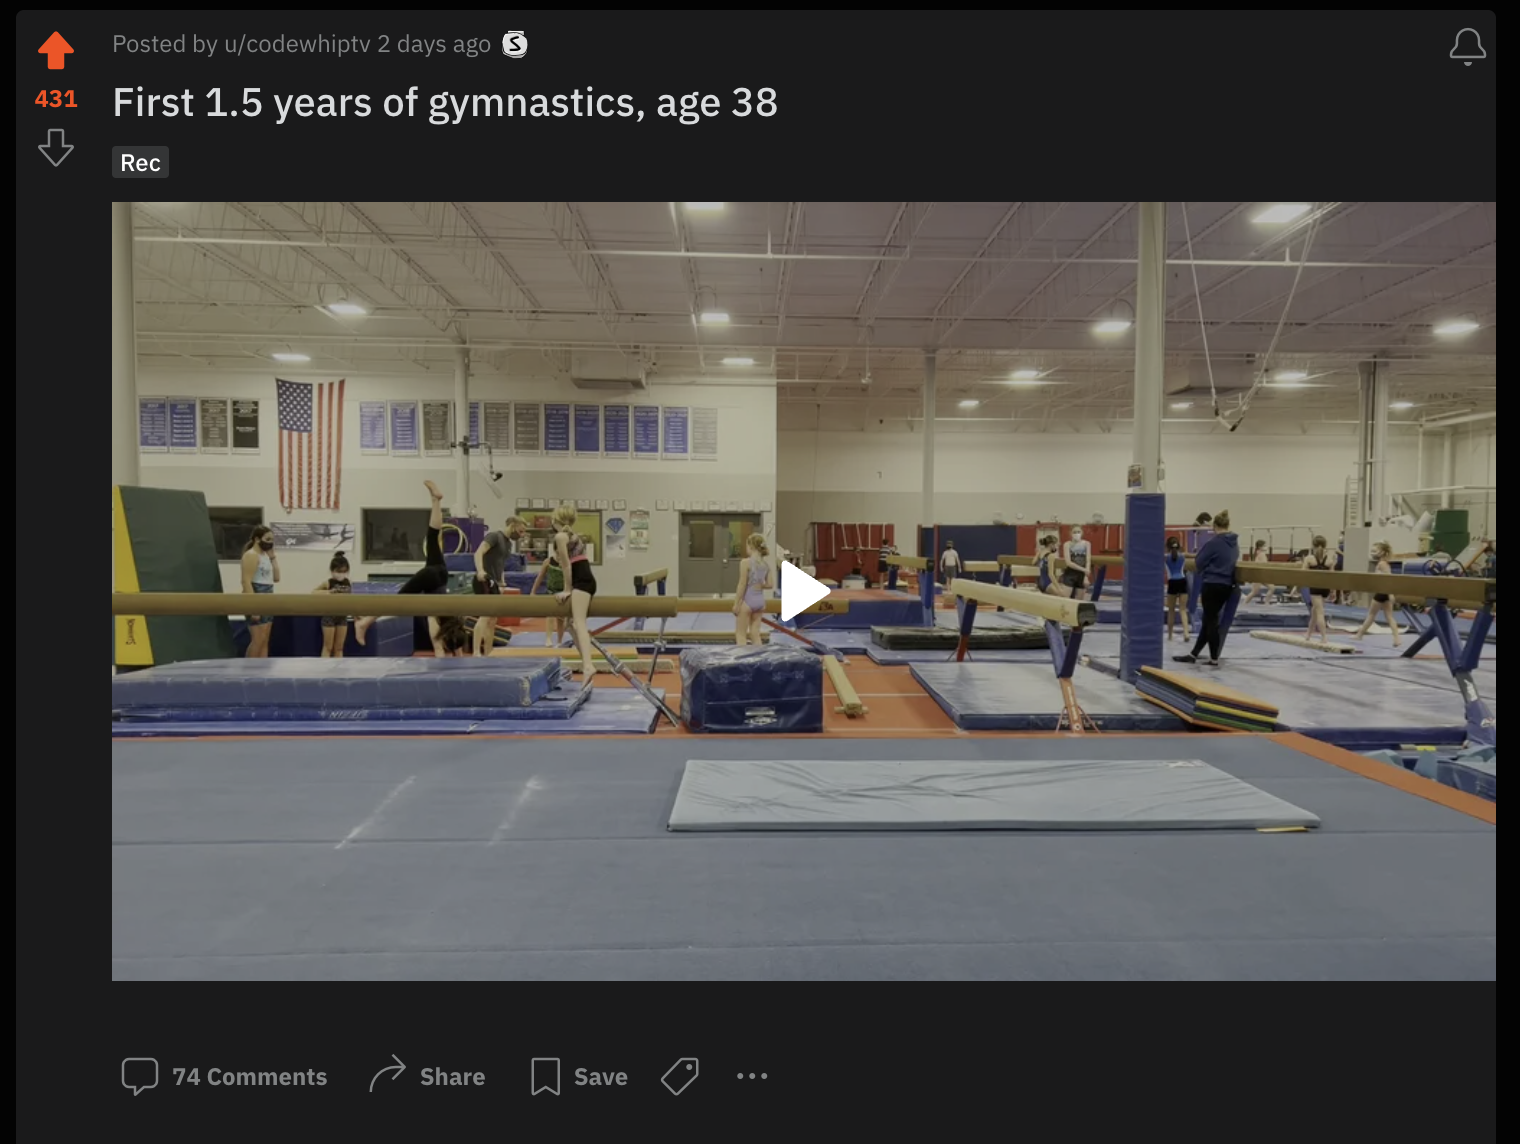 Posted by u/codewhiptv 2 days ago
431
First 1.5 years of gymnastics, age 38
Rec
74 Comments
Share
Save